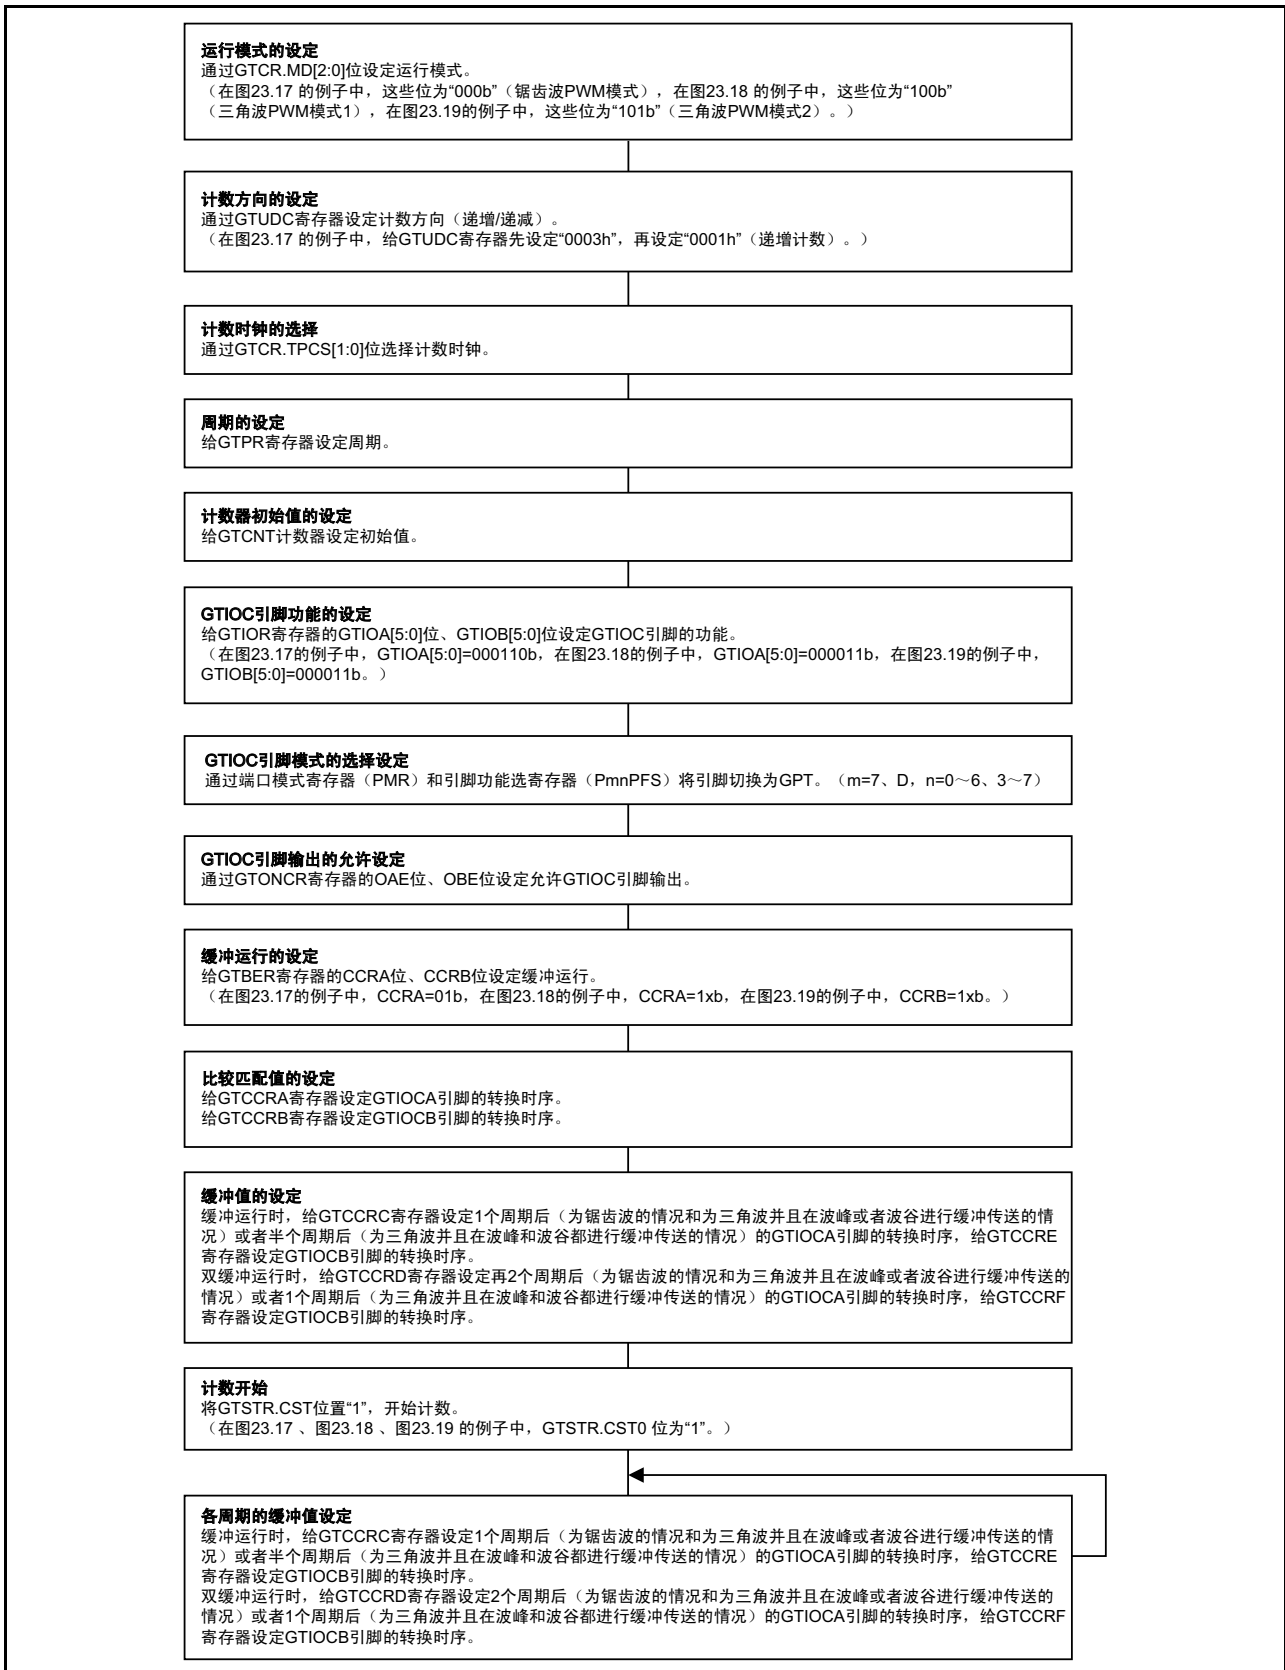 运行模式的设定
通过GTCR.MD[2:0]位设定运行模式。
（在图23.17 的例子中，这些位为“000b”（锯齿波PWM模式），在图23.18 的例子中，这些位为“100b”
（三角波PWM模式1），在图23.19的例子中，这些位为“101b”（三角波PWM模式2）。）
计数方向的设定
通过GTUDC寄存器设定计数方向（递增/递减）。
（在图23.17 的例子中，给GTUDC寄存器先设定“0003h”，再设定“0001h”（递增计数）。）
计数时钟的选择
通过GTCR.TPCS[1:0]位选择计数时钟。
周期的设定
给GTPR寄存器设定周期。
计数器初始值的设定
给GTCNT计数器设定初始值。
GTIOC引脚功能的设定
给GTIOR寄存器的GTIOA[5:0]位、GTIOB[5:0]位设定GTIOC引脚的功能。
（在图23.17的例子中，GTIOA[5:0]=000110b，在图23.18的例子中，GTIOA[5:0]=000011b，在图23.19的例子中，
GTIOB[5:0]=000011b。）
GTIOC引脚模式的选择设定
通过端口模式寄存器（PMR）和引脚功能选寄存器（PmnPFS）将引脚切换为GPT。（m=7、D，n=0～6、3～7）
GTIOC引脚输出的允许设定
通过GTONCR寄存器的OAE位、OBE位设定允许GTIOC引脚输出。
缓冲运行的设定
给GTBER寄存器的CCRA位、CCRB位设定缓冲运行。
（在图23.17的例子中，CCRA=01b，在图23.18的例子中，CCRA=1xb，在图23.19的例子中，CCRB=1xb。）
比较匹配值的设定
给GTCCRA寄存器设定GTIOCA引脚的转换时序。
给GTCCRB寄存器设定GTIOCB引脚的转换时序。
缓冲值的设定
缓冲运行时，给GTCCRC寄存器设定1个周期后（为锯齿波的情况和为三角波并且在波峰或者波谷进行缓冲传送的情
况）或者半个周期后（为三角波并且在波峰和波谷都进行缓冲传送的情况）的GTIOCA引脚的转换时序，给GTCCRE
寄存器设定GTIOCB引脚的转换时序。
双缓冲运行时，给GTCCRD寄存器设定再2个周期后（为锯齿波的情况和为三角波并且在波峰或者波谷进行缓冲传送的
情况）或者1个周期后（为三角波并且在波峰和波谷都进行缓冲传送的情况）的GTIOCA引脚的转换时序，给GTCCRF
寄存器设定GTIOCB引脚的转换时序。
计数开始
将GTSTR.CST位置“1”，开始计数。
（在图23.17 、图23.18 、图23.19 的例子中，GTSTR.CST0 位为“1”。）
各周期的缓冲值设定
缓冲运行时，给GTCCRC寄存器设定1个周期后（为锯齿波的情况和为三角波并且在波峰或者波谷进行缓冲传送的情
况）或者半个周期后（为三角波并且在波峰和波谷都进行缓冲传送的情况）的GTIOCA引脚的转换时序，给GTCCRE
寄存器设定GTIOCB引脚的转换时序。
双缓冲运行时，给GTCCRD寄存器设定2个周期后（为锯齿波的情况和为三角波并且在波峰或者波谷进行缓冲传送的
情况）或者1个周期后（为三角波并且在波峰和波谷都进行缓冲传送的情况）的GTIOCA引脚的转换时序，给GTCCRF
寄存器设定GTIOCB引脚的转换时序。